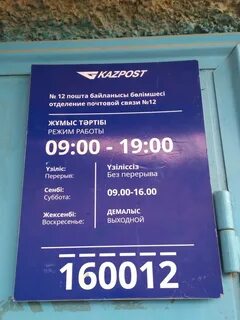 KAZPOST
№ 12 пошта байланысы бөлімшесі
отделение почтовой связи №12
ЖҰМЫС ТӘРТІБІ
РЕЖИМ РАБОТЫ
09:00 - 19:00
Үзіліс: Үзіліссіз
Перерыв: Без перерыва
Сенбі: 09.00-16.00
Суббота:
Жексенбі: ДЕМАЛЫС
Воскресенье: ВЫХОДНОЙ
160012